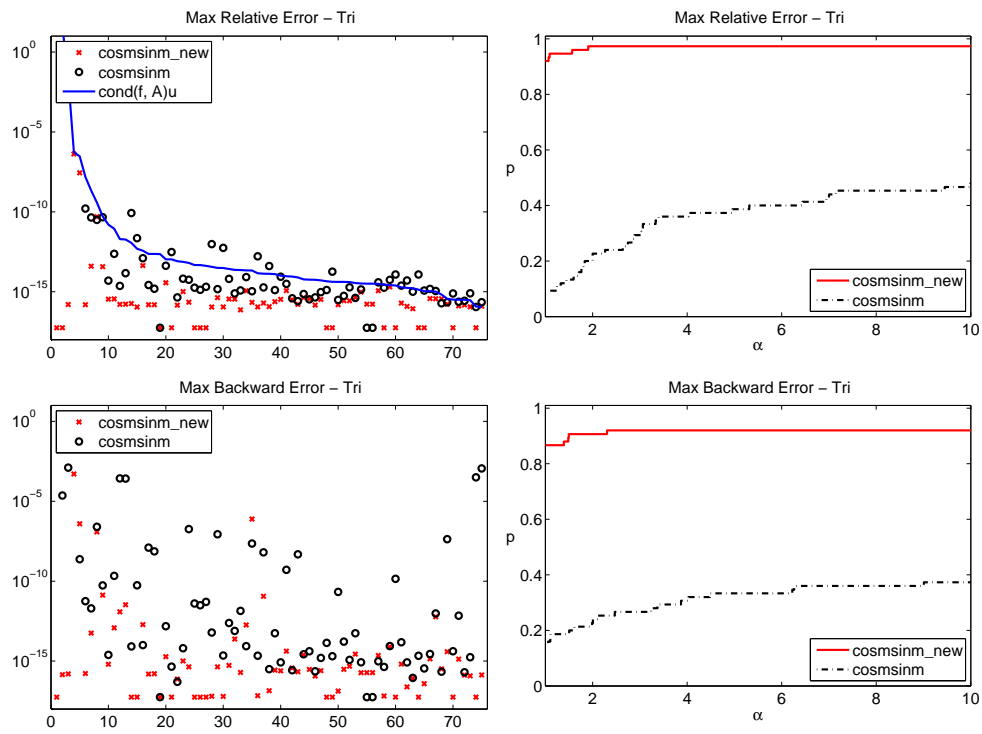 Max Relative Error − Tri
10^0
10^−5
10^−10
10^−15
cosmsinm_new
cosmsinm
cond(f, A)u
0 10 20 30 40 50 60 70
Max Relative Error − Tri
1
0.8
0.6
0.4
0.2
0
p
cosmsinm_new
cosmsinm
2 4 6 8 10
α
Max Backward Error − Tri
10^0
10^−5
10^−10
10^−15
cosmsinm_new
cosmsinm
0 10 20 30 40 50 60 70
Max Backward Error − Tri
1
0.8
0.6
0.4
0.2
0
p
cosmsinm_new
cosmsinm
2 4 6 8 10
α